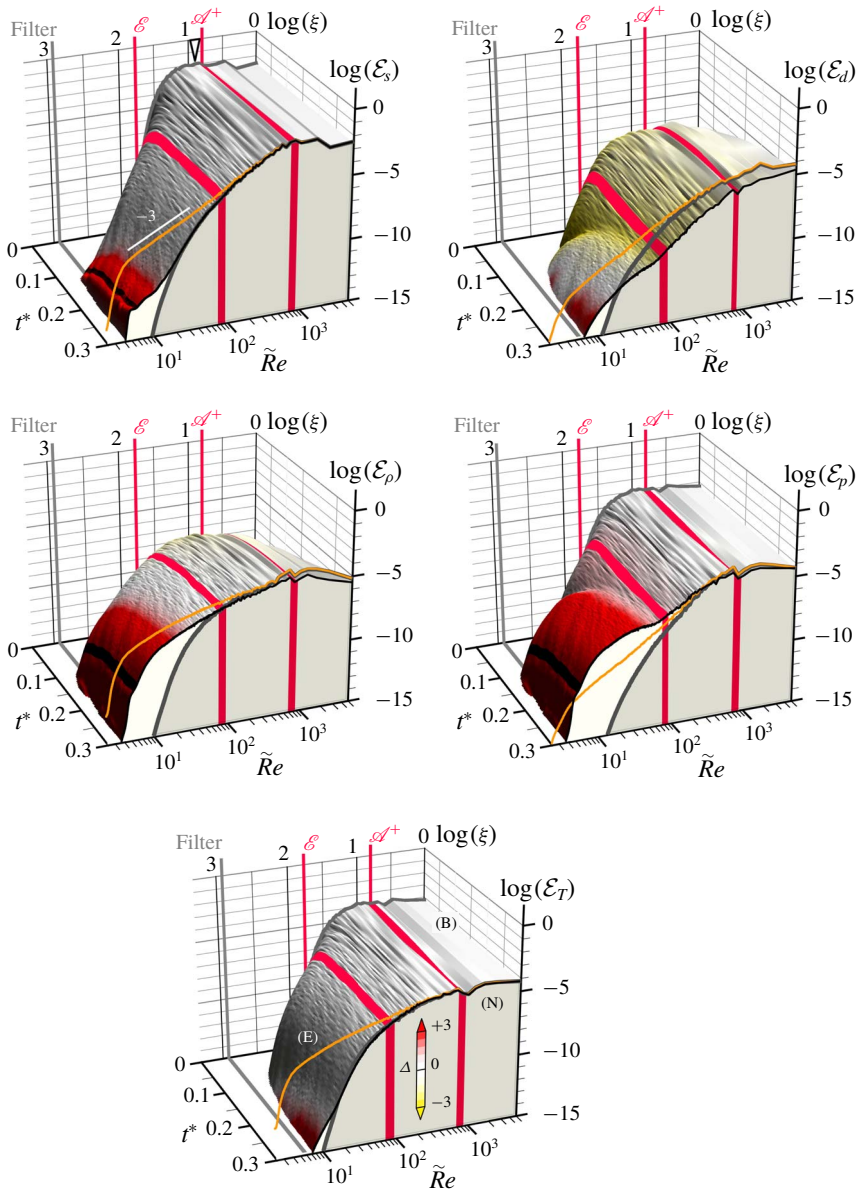 Filter 3 2 ℰ 1 𝒜⁺ 0 log(ξ)
log(ℰₛ)
0
−5
−10
−15
−3
0
0.1
0.2
0.3
t*
10¹
10²
10³
R̃e
Filter 3 2 ℰ 1 𝒜⁺ 0 log(ξ)
log(ℰ_d)
0
−5
−10
−15
0
0.1
0.2
0.3
t*
10¹
10²
10³
R̃e
Filter 3 2 ℰ 1 𝒜⁺ 0 log(ξ)
log(ℰ_ρ)
0
−5
−10
−15
0
0.1
0.2
0.3
t*
10¹
10²
10³
R̃e
Filter 3 2 ℰ 1 𝒜⁺ 0 log(ξ)
log(ℰ_p)
0
−5
−10
−15
0
0.1
0.2
0.3
t*
10¹
10²
10³
R̃e
Filter 3 2 ℰ 1 𝒜⁺ 0 log(ξ)
log(ℰ_T)
0
−5
−10
−15
(B)
(N)
(E)
+3
Δ 0
−3
0
0.1
0.2
0.3
t*
10¹
10²
10³
R̃e